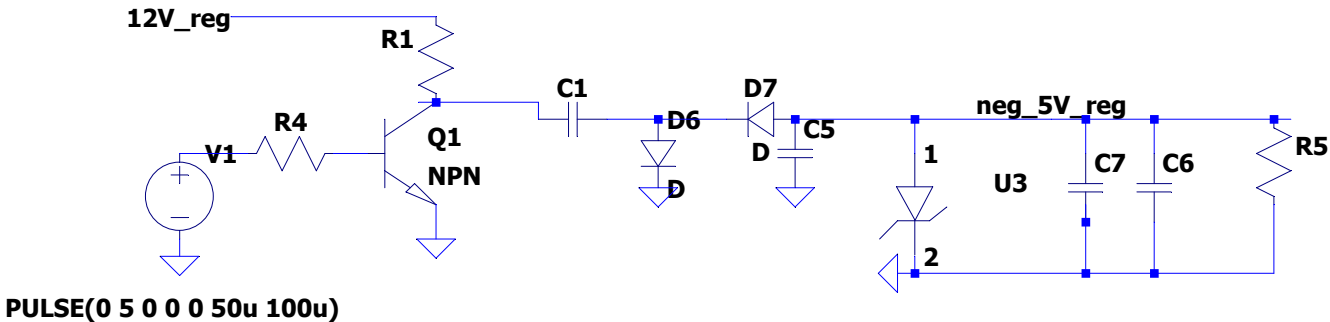 12V_reg
R1
C1
D7
neg_5V_reg
R4
V1
Q1
NPN
D6
D
D
C5
1
U3
2
C7
C6
R5
PULSE(0 5 0 0 0 50u 100u)